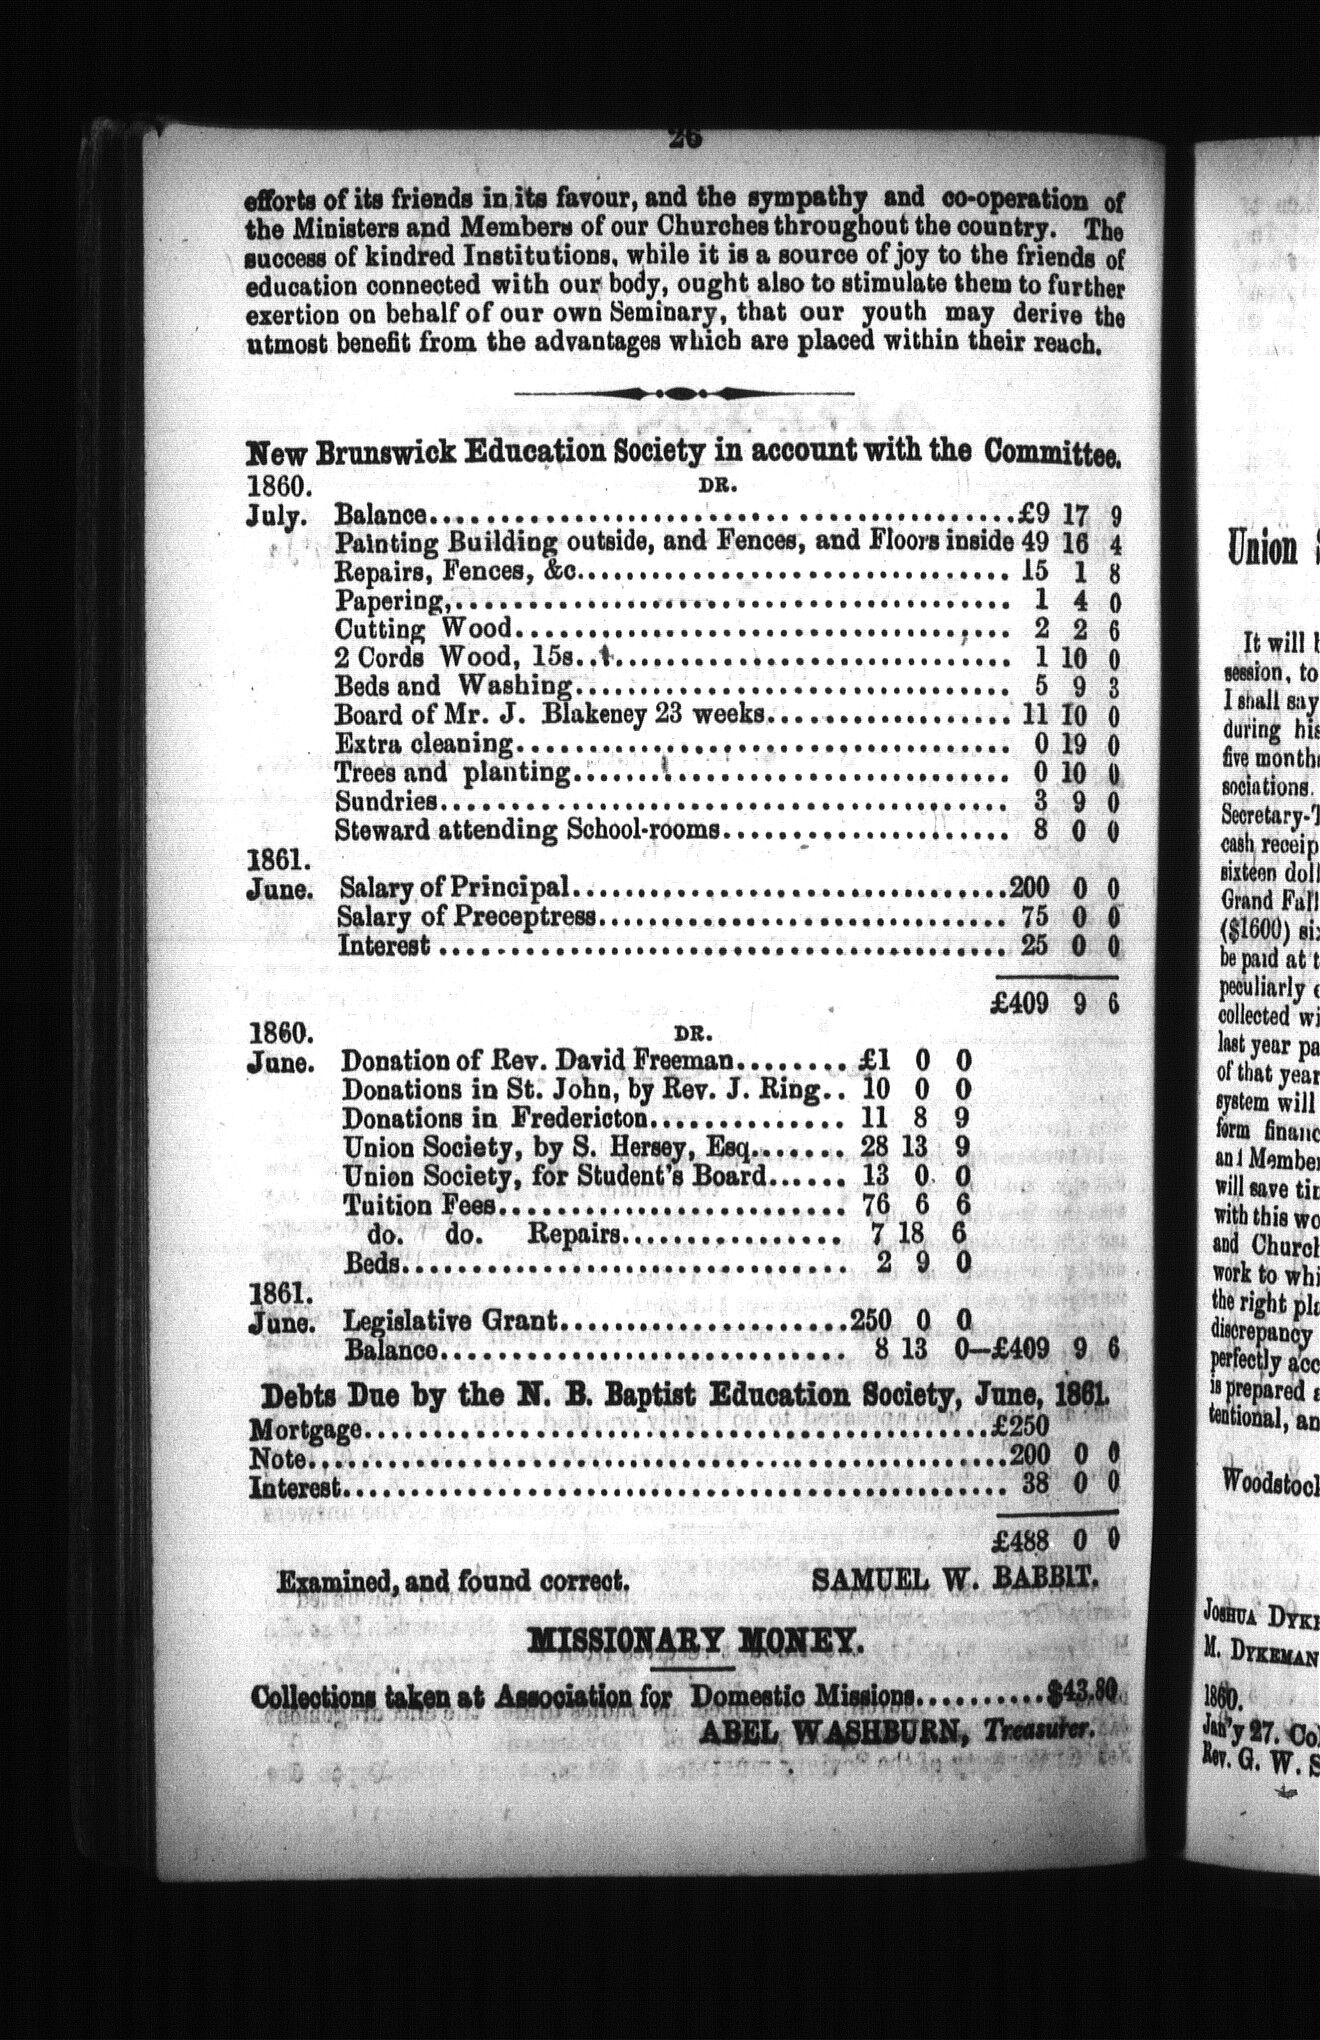 26
efforts of its friends in its favour, and the sympathy and co-operation of
the Ministers and Members of our Churches throughout the country. The
success of kindred Institutions, while it is a source of joy to the friends of
education connected with our body, ought also to stimulate them to further
exertion on behalf of our own Seminary, that our youth may derive the
utmost benefit from the advantages which are placed within their reach.
New Brunswick Education Society in account with the Committee.
1860. DR.
July. Balance........................................£9 17 9
Painting Building outside, and Fences, and Floors inside 49 16 4
Repairs, Fences, &c.............................. 15 1 8
Papering,...................................... 1 4 0
Cutting Wood.................................. 2 2 6
2 Cords Wood, 15s.............................. 1 10 0
Beds and Washing.............................. 5 9 3
Board of Mr. J. Blakeney 23 weeks................. 11 10 0
Extra cleaning.................................. 0 19 0
Trees and planting.............................. 0 10 0
Sundries....................................... 3 9 0
Steward attending School-rooms.................... 8 0 0
1861.
June. Salary of Principal..............................200 0 0
Salary of Preceptress............................ 75 0 0
Interest ....................................... 25 0 0
£409 9 6
1860. DR.
June. Donation of Rev. David Freeman........ £1 0 0
Donations in St. John, by Rev. J. Ring.. 10 0 0
Donations in Fredericton.............. 11 8 9
Union Society, by S. Hersey, Esq....... 28 13 9
Union Society, for Student's Board...... 13 0 0
Tuition Fees........................ 76 6 6
do. do. Repairs................ 7 18 6
Beds.............................. 2 9 0
1861.
June. Legislative Grant....................250 0 0
Balance............................ 8 13 0—£409 9 6
Debts Due by the N. B. Baptist Education Society, June, 1861.
Mortgage............................................£250
Note................................................200 0 0
Interest.............................................. 38 0 0
£488 0 0
Examined, and found correct. SAMUEL W. BABBIT.
MISSIONARY MONEY.
Collections taken at Association for Domestic Missions..........$43.80
ABEL WASHBURN, Treasurer.
Union
It will
session, to
I shall say
during his
five months
sociations.
Secretary-T
cash receip
sixteen doll
Grand Fall
($1600) six
be paid at t
peculiarly
collected wi
last year pa
of that year
system will
form financ
and Member
will save tim
with this wo
and Church
work to whi
the right pla
discrepancy
perfectly acc
is prepared a
tentional, an
Woodstock
JOSHUA DYKE
M. DYKEMAN
1860.
Jan'y 27. Col
Rev. G. W. S